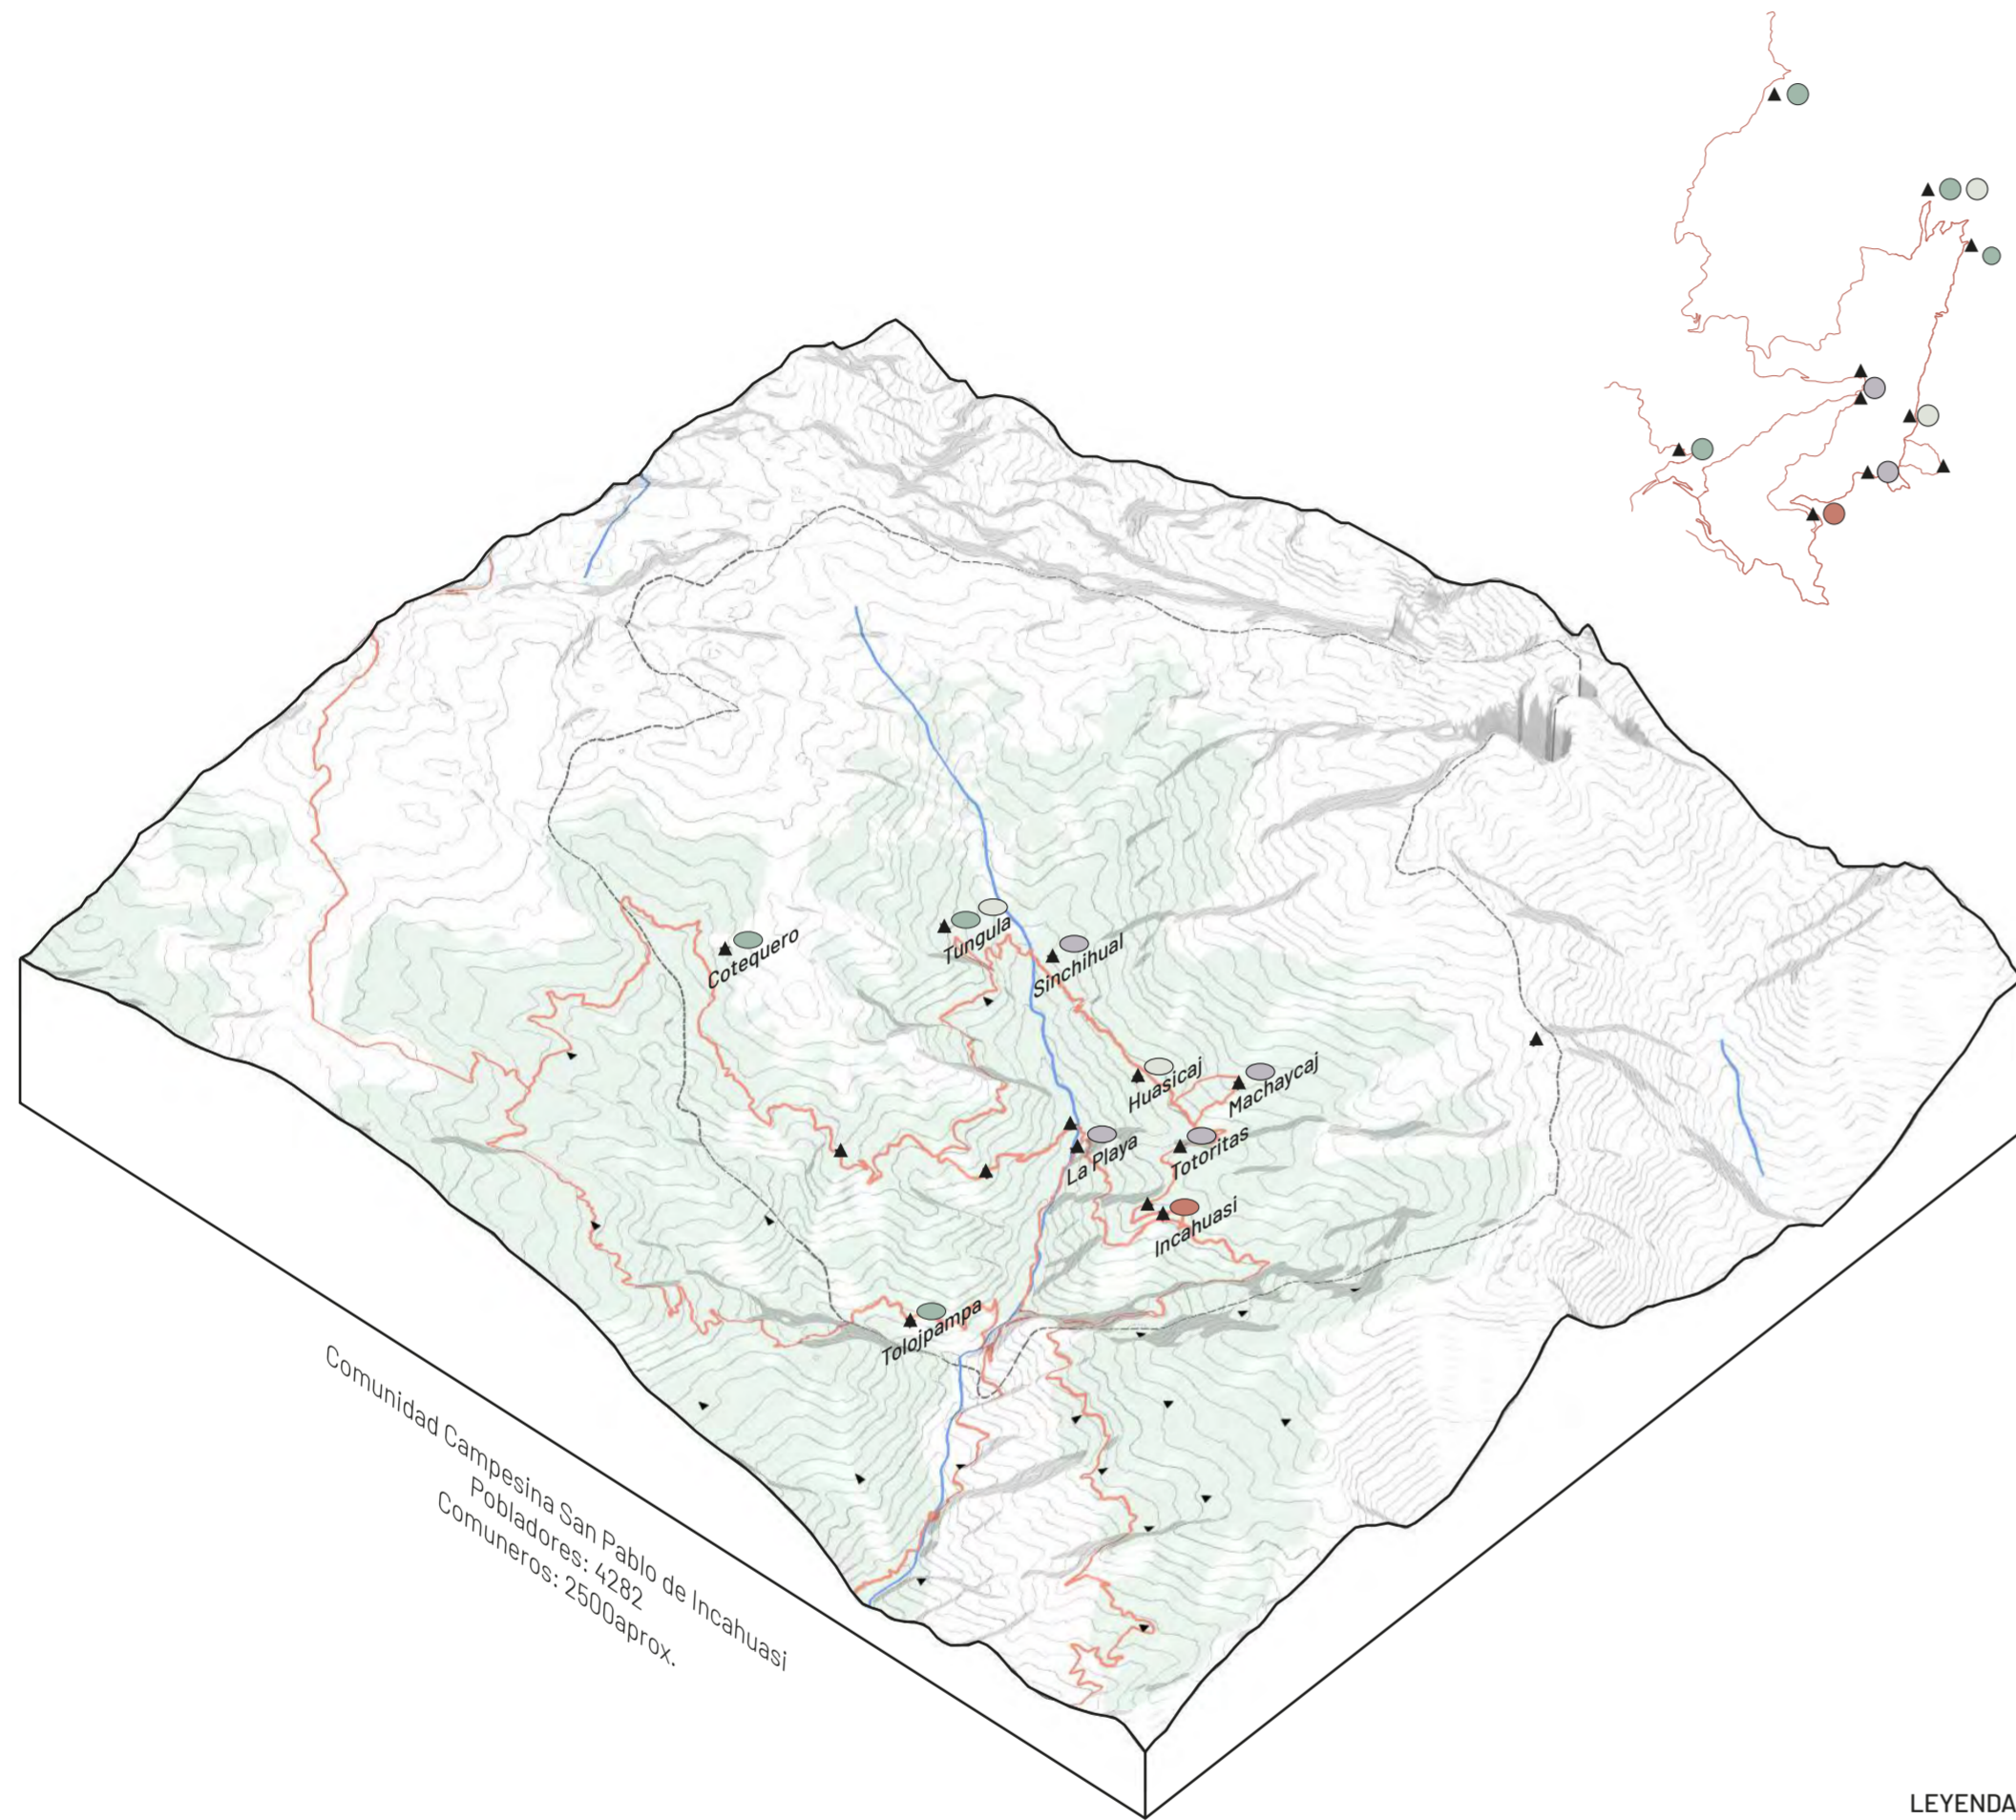 Cotequero
Tungula
Sinchihual
Huasicaj
Machaycaj
La Playa
Totoritas
Incahuasi
Tolojpampa
Comunidad Campesina San Pablo de Incahuasi
Pobladores: 4282
Comuneros: 2500aprox.
LEYENDA